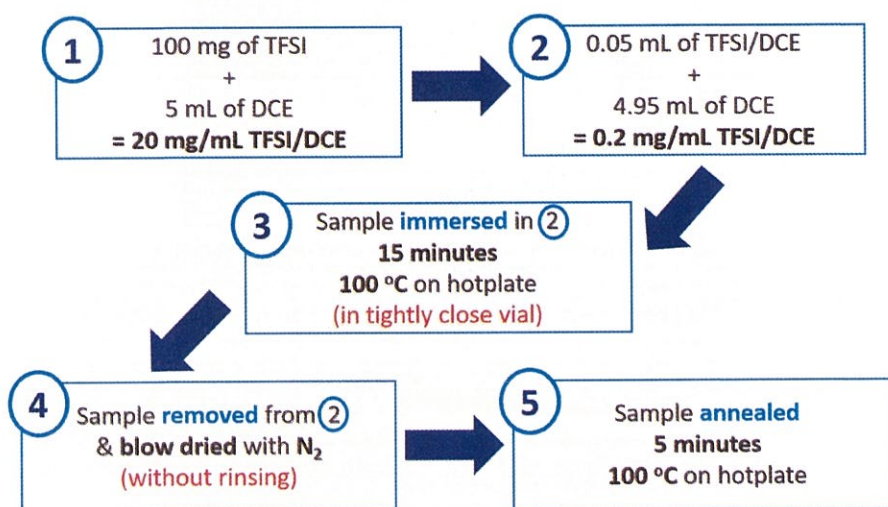 1
100 mg of TFSI
+
5 mL of DCE
= 20 mg/mL TFSI/DCE
2
0.05 mL of TFSI/DCE
+
4.95 mL of DCE
= 0.2 mg/mL TFSI/DCE
3
Sample immersed in 2
15 minutes
100 °C on hotplate
(in tightly close vial)
4
Sample removed from 2
& blow dried with N₂
(without rinsing)
5
Sample annealed
5 minutes
100 °C on hotplate